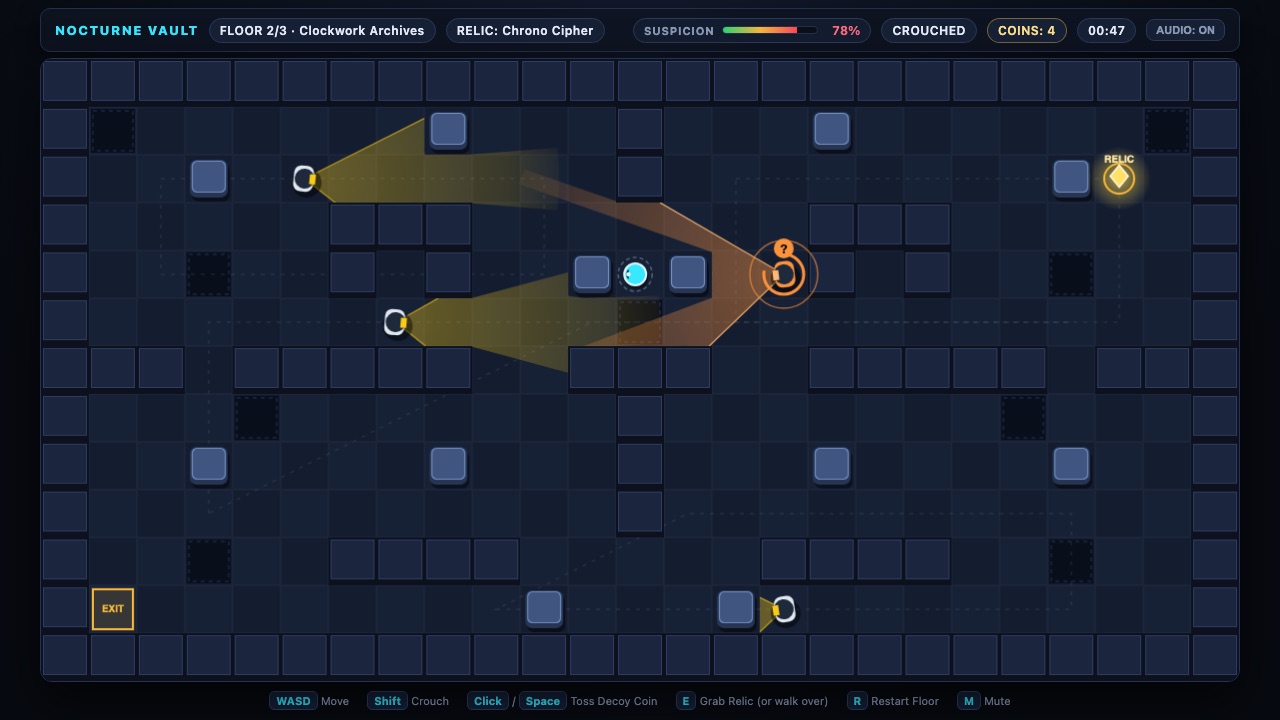 NOCTURNE VAULT FLOOR 2/3 · Clockwork Archives RELIC: Chrono Cipher SUSPICION 78% CROUCHED COINS: 4 00:47 AUDIO: ON
RELIC
?
EXIT
WASD Move Shift Crouch Click / Space Toss Decoy Coin E Grab Relic (or walk over) R Restart Floor M Mute